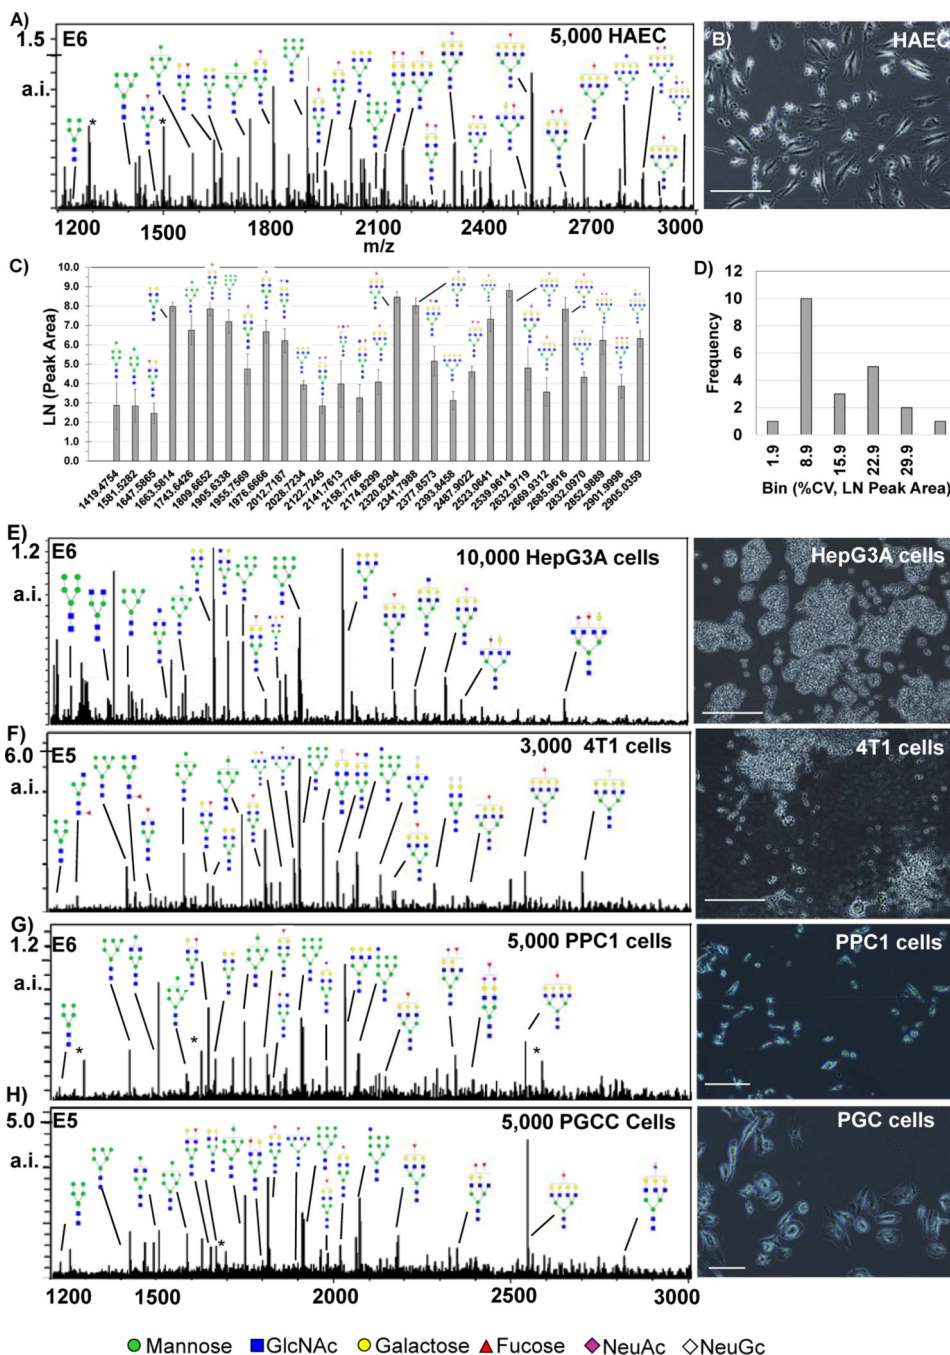 A)
1.5
E6
a.i.
5,000 HAEC
*
*
1200 1500 1800 2100 2400 2700 3000
m/z
B)
HAEC
C)
LN (Peak Area)
10.0
9.0
8.0
7.0
6.0
5.0
4.0
3.0
2.0
1.0
0.0
1419.4754
1581.5282
1647.5865
1663.5814
1743.6426
1809.6652
1905.6338
1955.7569
1976.6666
2012.7187
2028.7234
2122.7245
2141.7613
2158.7766
2174.8299
2320.8294
2341.7988
2377.8573
2393.8458
2487.9022
2523.0641
2539.9614
2632.9719
2669.9312
2685.9616
2832.0970
2852.9889
2901.9998
2905.0359
D)
Frequency
12
10
8
6
4
2
0
1.9
8.9
15.9
22.9
29.9
Bin (%CV, LN Peak Area)
E)
1.2
E6
a.i.
10,000 HepG3A cells
HepG3A cells
F)
6.0
E5
a.i.
3,000 4T1 cells
4T1 cells
G)
1.2
E6
a.i.
5,000 PPC1 cells
*
*
*
PPC1 cells
H)
5.0
E5
a.i.
5,000 PGCC Cells
*
PGC cells
1200 1500 2000 2500 3000
Mannose GlcNAc Galactose Fucose NeuAc NeuGc